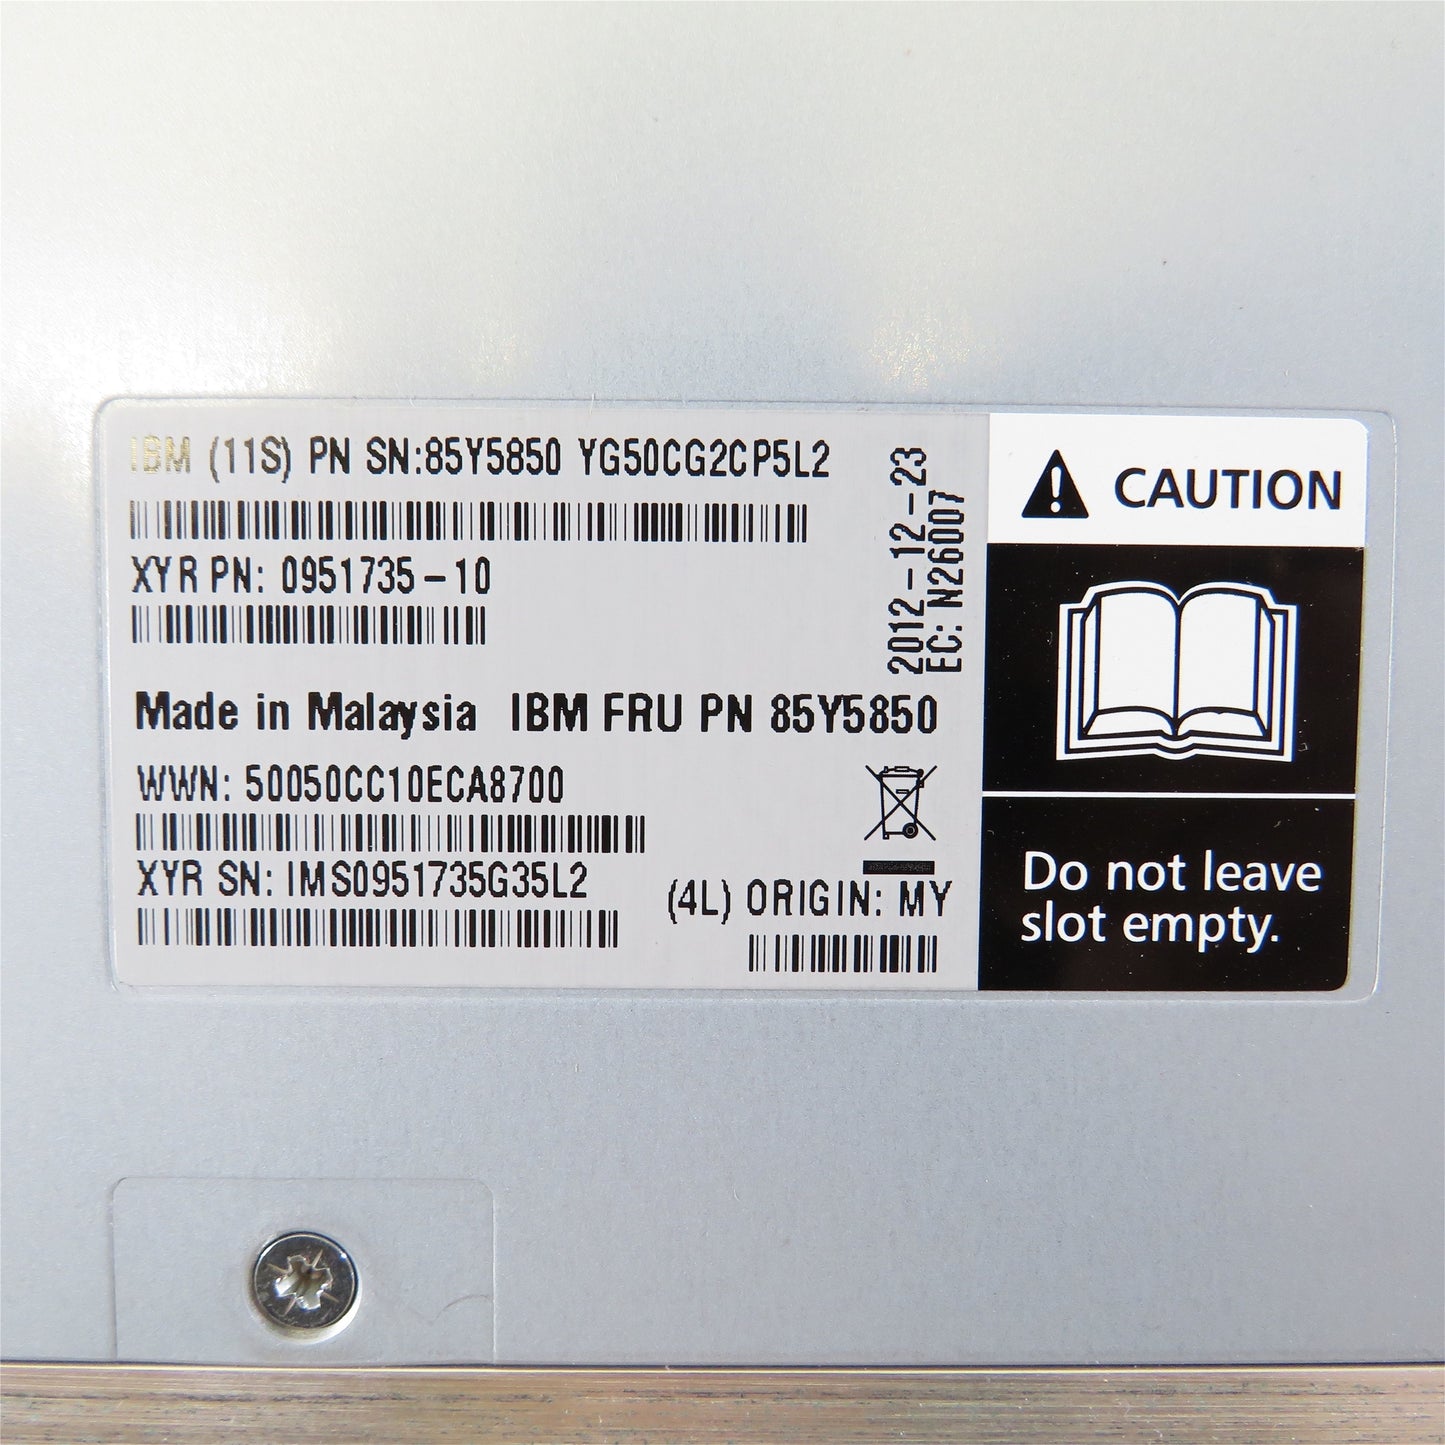 IBM (11S) PN SN:85Y5850 YG50CG2CP5L2
XYR PN: 0951735-10
2012-12-23
EC: N260007
Made in Malaysia IBM FRU PN 85Y5850
WWN: 50050CC10ECA8700
XYR SN: IMS0951735G35L2
(4L) ORIGIN: MY
CAUTION
Do not leave
slot empty.